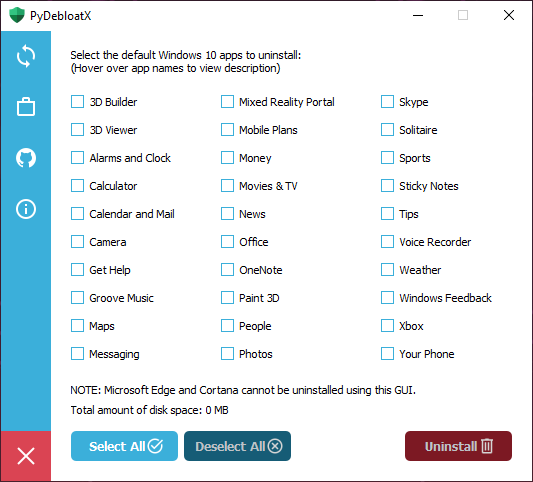 PyDebloatX
Select the default Windows 10 apps to uninstall:
(Hover over app names to view description)
3D Builder
Mixed Reality Portal
Skype
3D Viewer
Mobile Plans
Solitaire
Alarms and Clock
Money
Sports
Calculator
Movies & TV
Sticky Notes
Calendar and Mail
News
Tips
Camera
Office
Voice Recorder
Get Help
OneNote
Weather
Groove Music
Paint 3D
Windows Feedback
Maps
People
Xbox
Messaging
Photos
Your Phone
NOTE: Microsoft Edge and Cortana cannot be uninstalled using this GUI.
Total amount of disk space: 0 MB
Select All
Deselect All
Uninstall